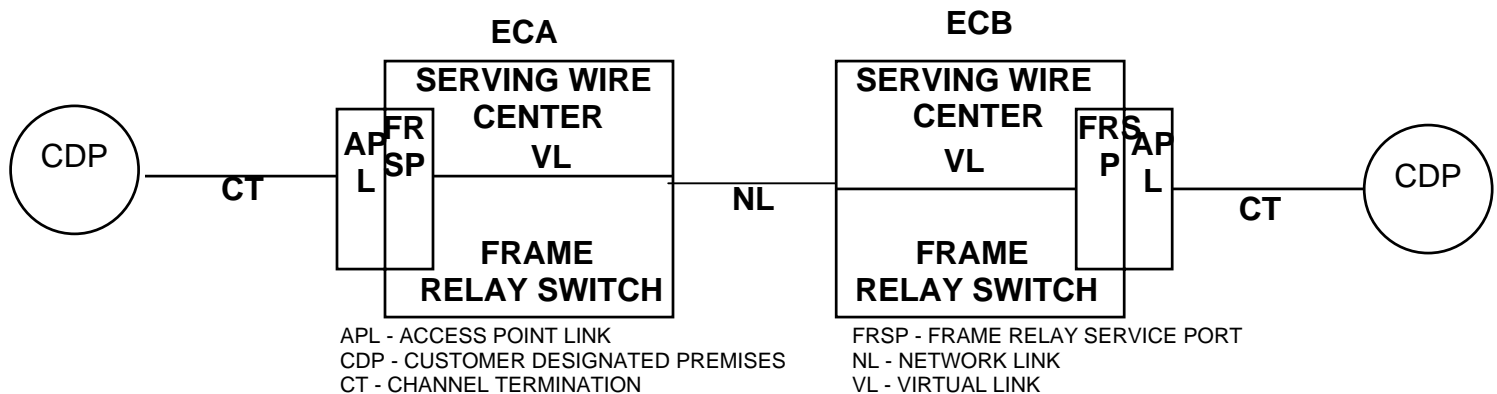 ECA
ECB
SERVING WIRE
CENTER
SERVING WIRE
CENTER
CDP
CT
AP
L
FR
SP
VL
NL
VL
FRS
P
AP
L
CT
CDP
FRAME
RELAY SWITCH
FRAME
RELAY SWITCH
APL - ACCESS POINT LINK
CDP - CUSTOMER DESIGNATED PREMISES
CT - CHANNEL TERMINATION
FRSP - FRAME RELAY SERVICE PORT
NL - NETWORK LINK
VL - VIRTUAL LINK